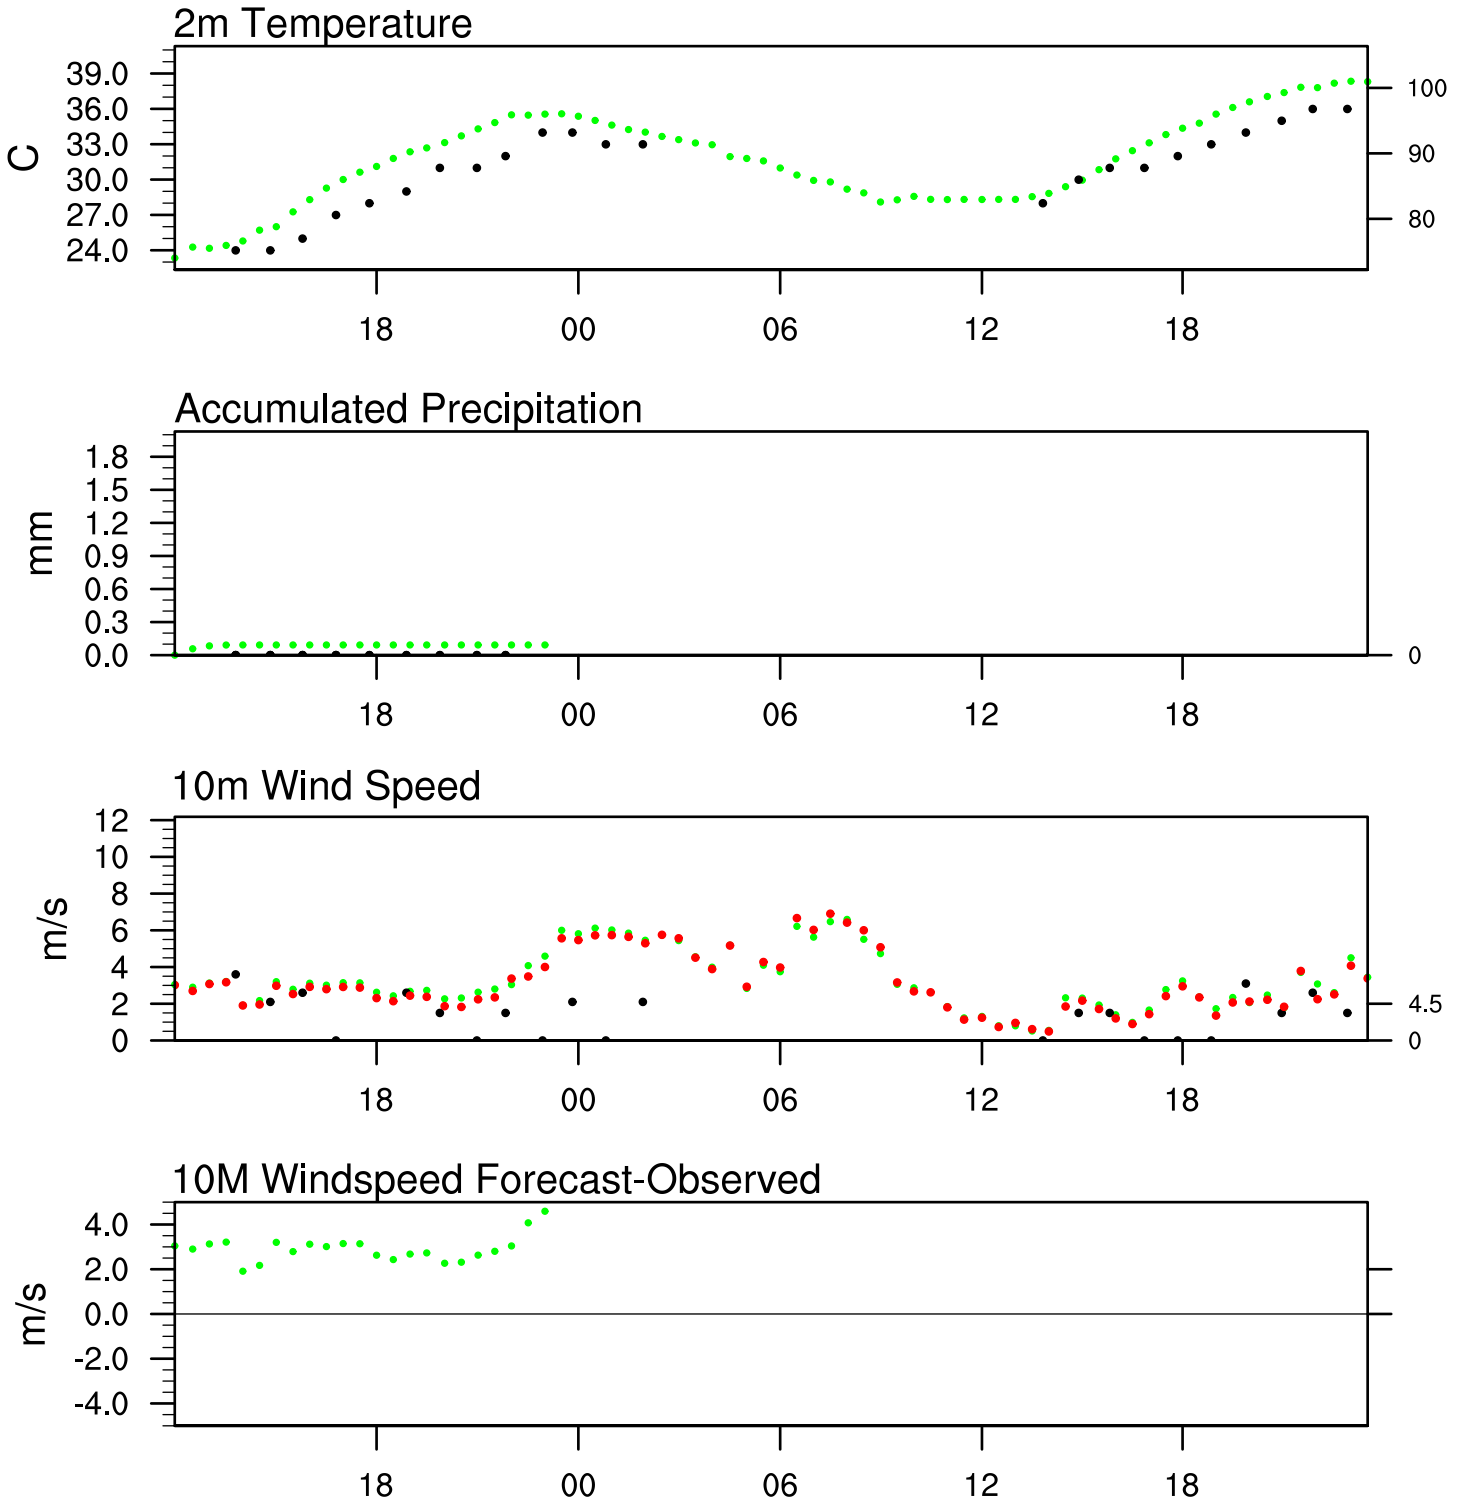 2m Temperature
39.0
36.0
33.0
30.0
27.0
24.0
C
100
90
80
18 00 06 12 18
Accumulated Precipitation
1.8
1.5
1.2
0.9
0.6
0.3
0.0
mm
0
18 00 06 12 18
10m Wind Speed
12
10
8
6
4
2
0
m/s
4.5
0
18 00 06 12 18
10M Windspeed Forecast-Observed
4.0
2.0
0.0
-2.0
-4.0
m/s
18 00 06 12 18